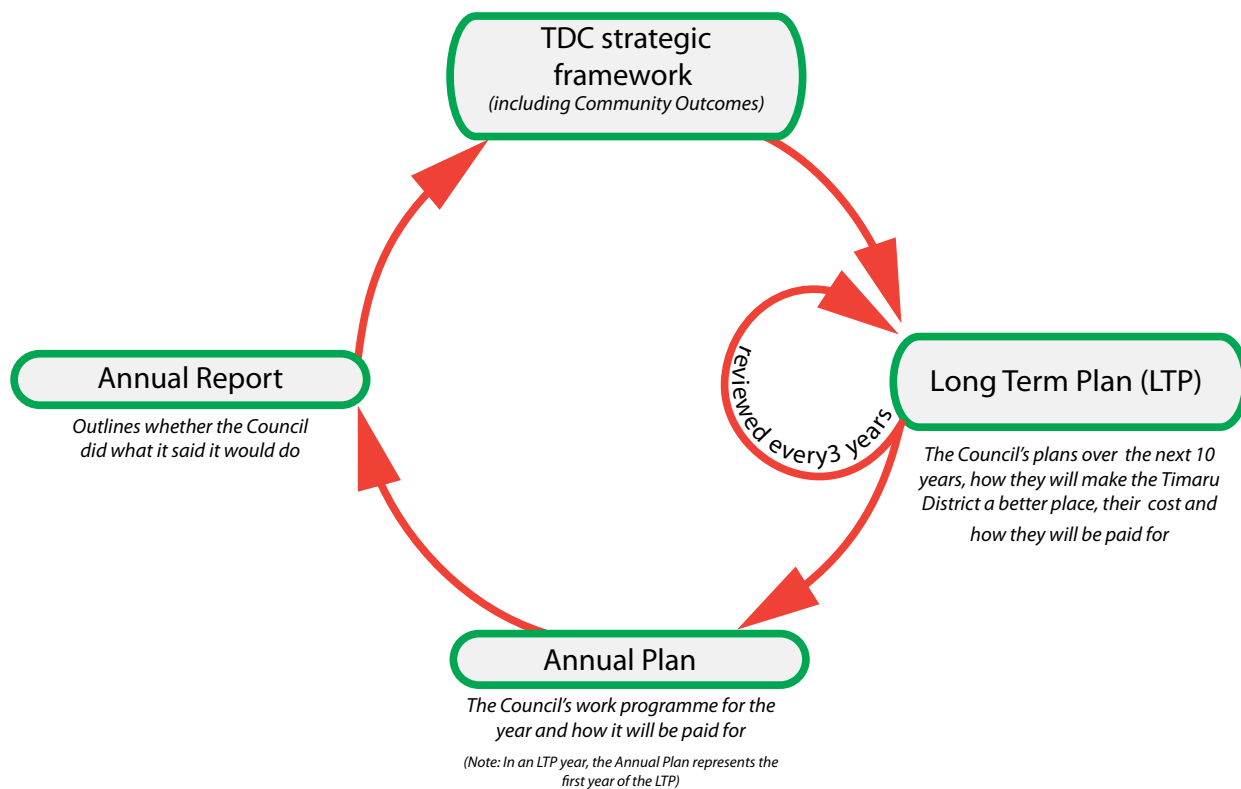 TDC strategic
framework
(including Community Outcomes)
reviewed every3 years
Long Term Plan (LTP)
The Council’s plans over the next 10
years, how they will make the Timaru
District a better place, their cost and
how they will be paid for
Annual Plan
The Council’s work programme for the
year and how it will be paid for
(Note: In an LTP year, the Annual Plan represents the
first year of the LTP)
Annual Report
Outlines whether the Council
did what it said it would do